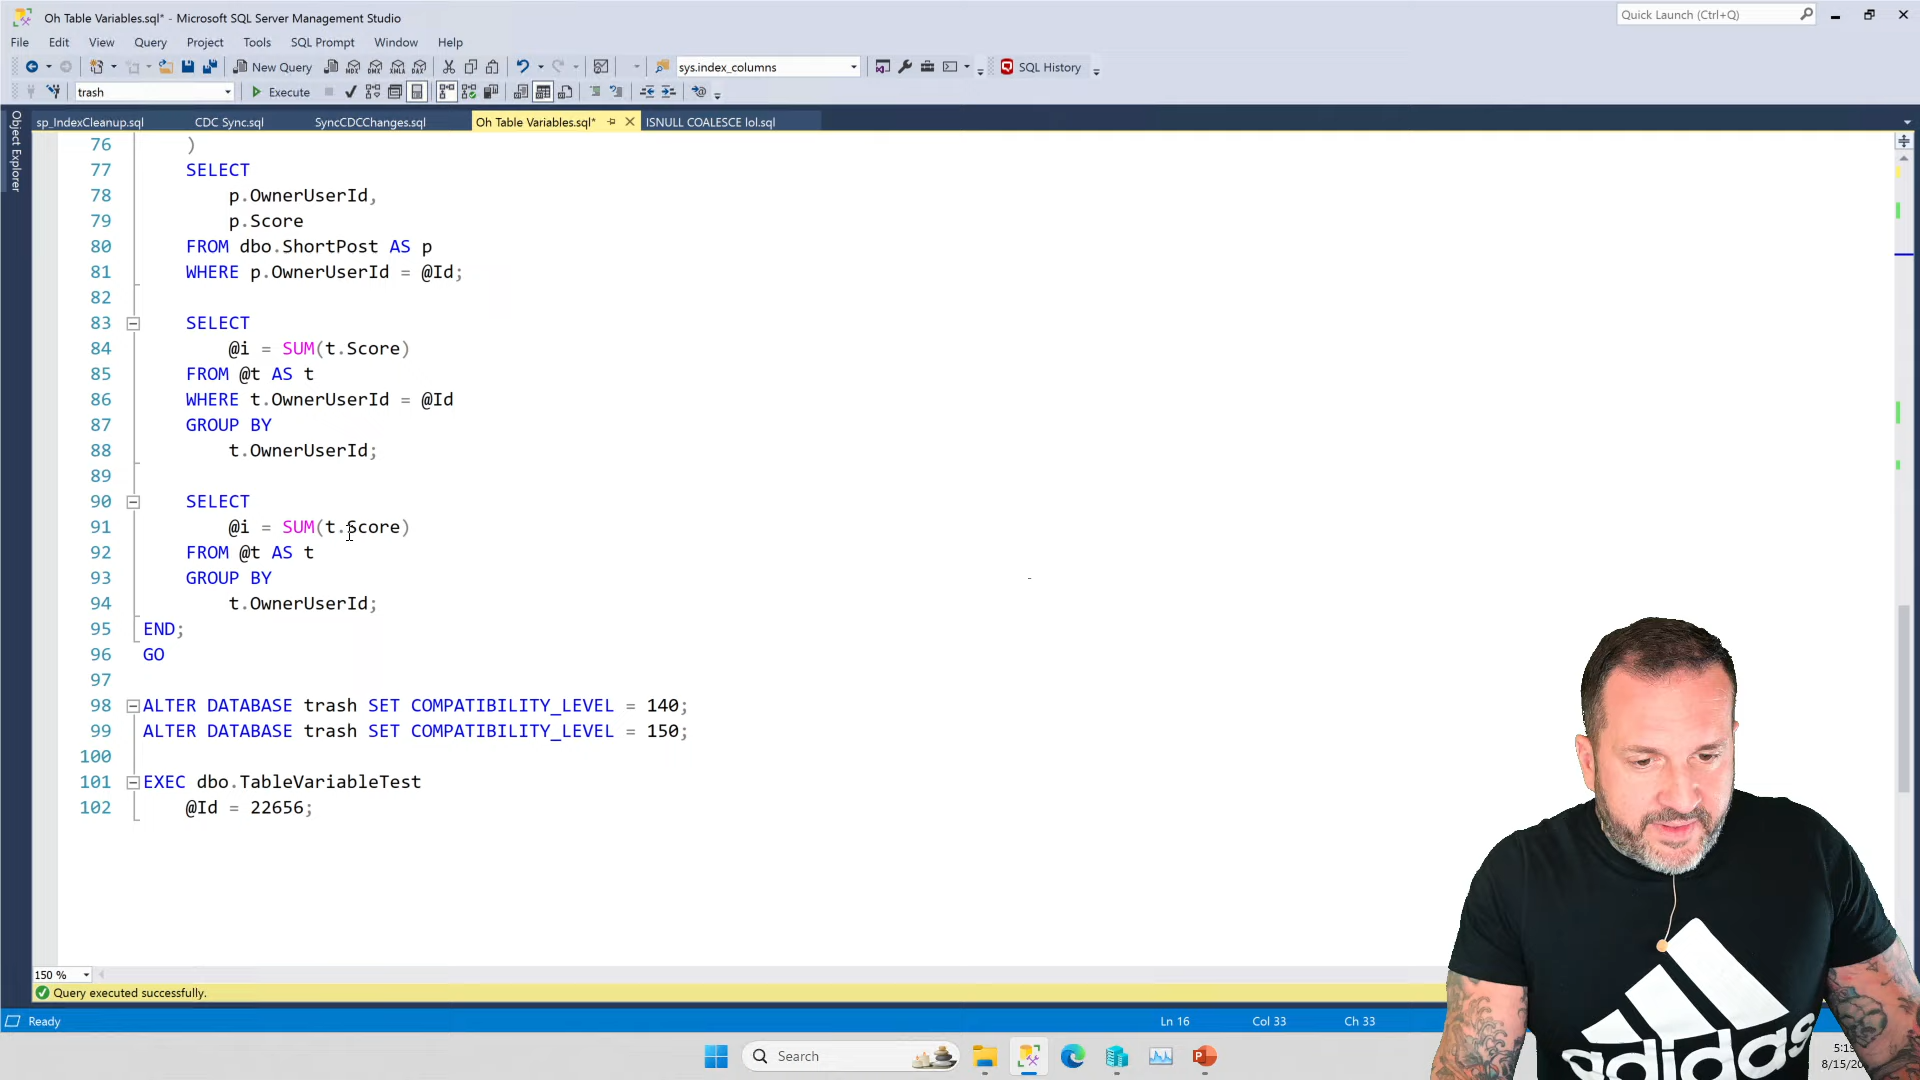 Oh Table Variables.sql* - Microsoft SQL Server Management Studio
Quick Launch (Ctrl+Q)
File Edit View Query Project Tools SQL Prompt Window Help
New Query
sys.index_columns
SQL History
trash
Execute
sp_IndexCleanup.sql CDC Sync.sql SyncCDCChanges.sql Oh Table Variables.sql* ISNULL COALESCE lol.sql
Object Explorer
76 )
77 SELECT
78 p.OwnerUserId,
79 p.Score
80 FROM dbo.ShortPost AS p
81 WHERE p.OwnerUserId = @Id;
82
83 SELECT
84 @i = SUM(t.Score)
85 FROM @t AS t
86 WHERE t.OwnerUserId = @Id
87 GROUP BY
88 t.OwnerUserId;
89
90 SELECT
91 @i = SUM(t.Score)
92 FROM @t AS t
93 GROUP BY
94 t.OwnerUserId;
95 END;
96 GO
97
98 ALTER DATABASE trash SET COMPATIBILITY_LEVEL = 140;
99 ALTER DATABASE trash SET COMPATIBILITY_LEVEL = 150;
100
101 EXEC dbo.TableVariableTest
102 @Id = 22656;
150 %
Query executed successfully.
Ready Ln 16 Col 33 Ch 33
Search
adidas